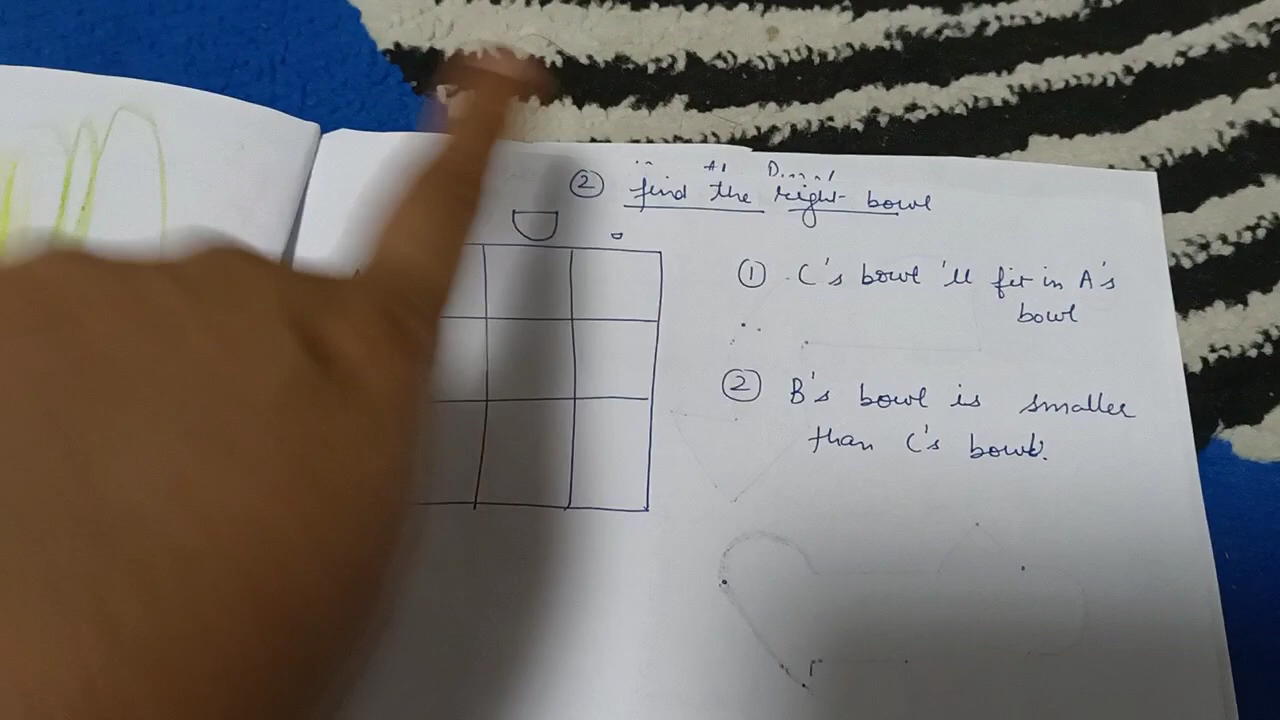 ② find the right bowl
① C's bowl 'll fit in A's
bowl
② B's bowl is smaller
than C's bowl.